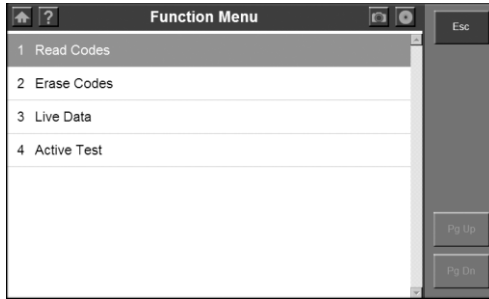 ? Function Menu
Esc
1 Read Codes
2 Erase Codes
3 Live Data
4 Active Test
Pg Up
Pg Dn